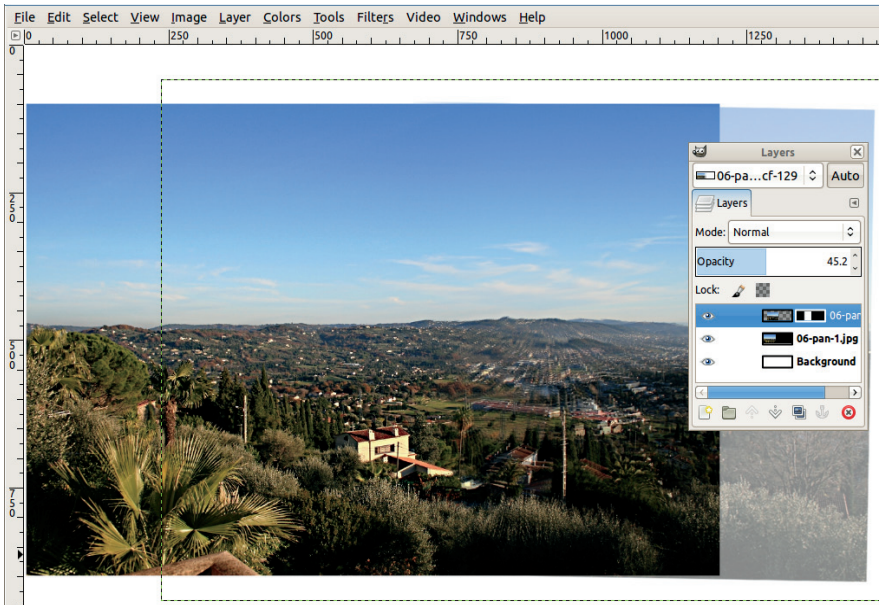 File Edit Select View Image Layer Colors Tools Filters Video Windows Help
0 250 500 750 1000 1250
0
250
500
750
Layers
06-pa...cf-129 Auto
Layers
Mode: Normal
Opacity 45.2
Lock:
06-pan
06-pan-1.jpg
Background